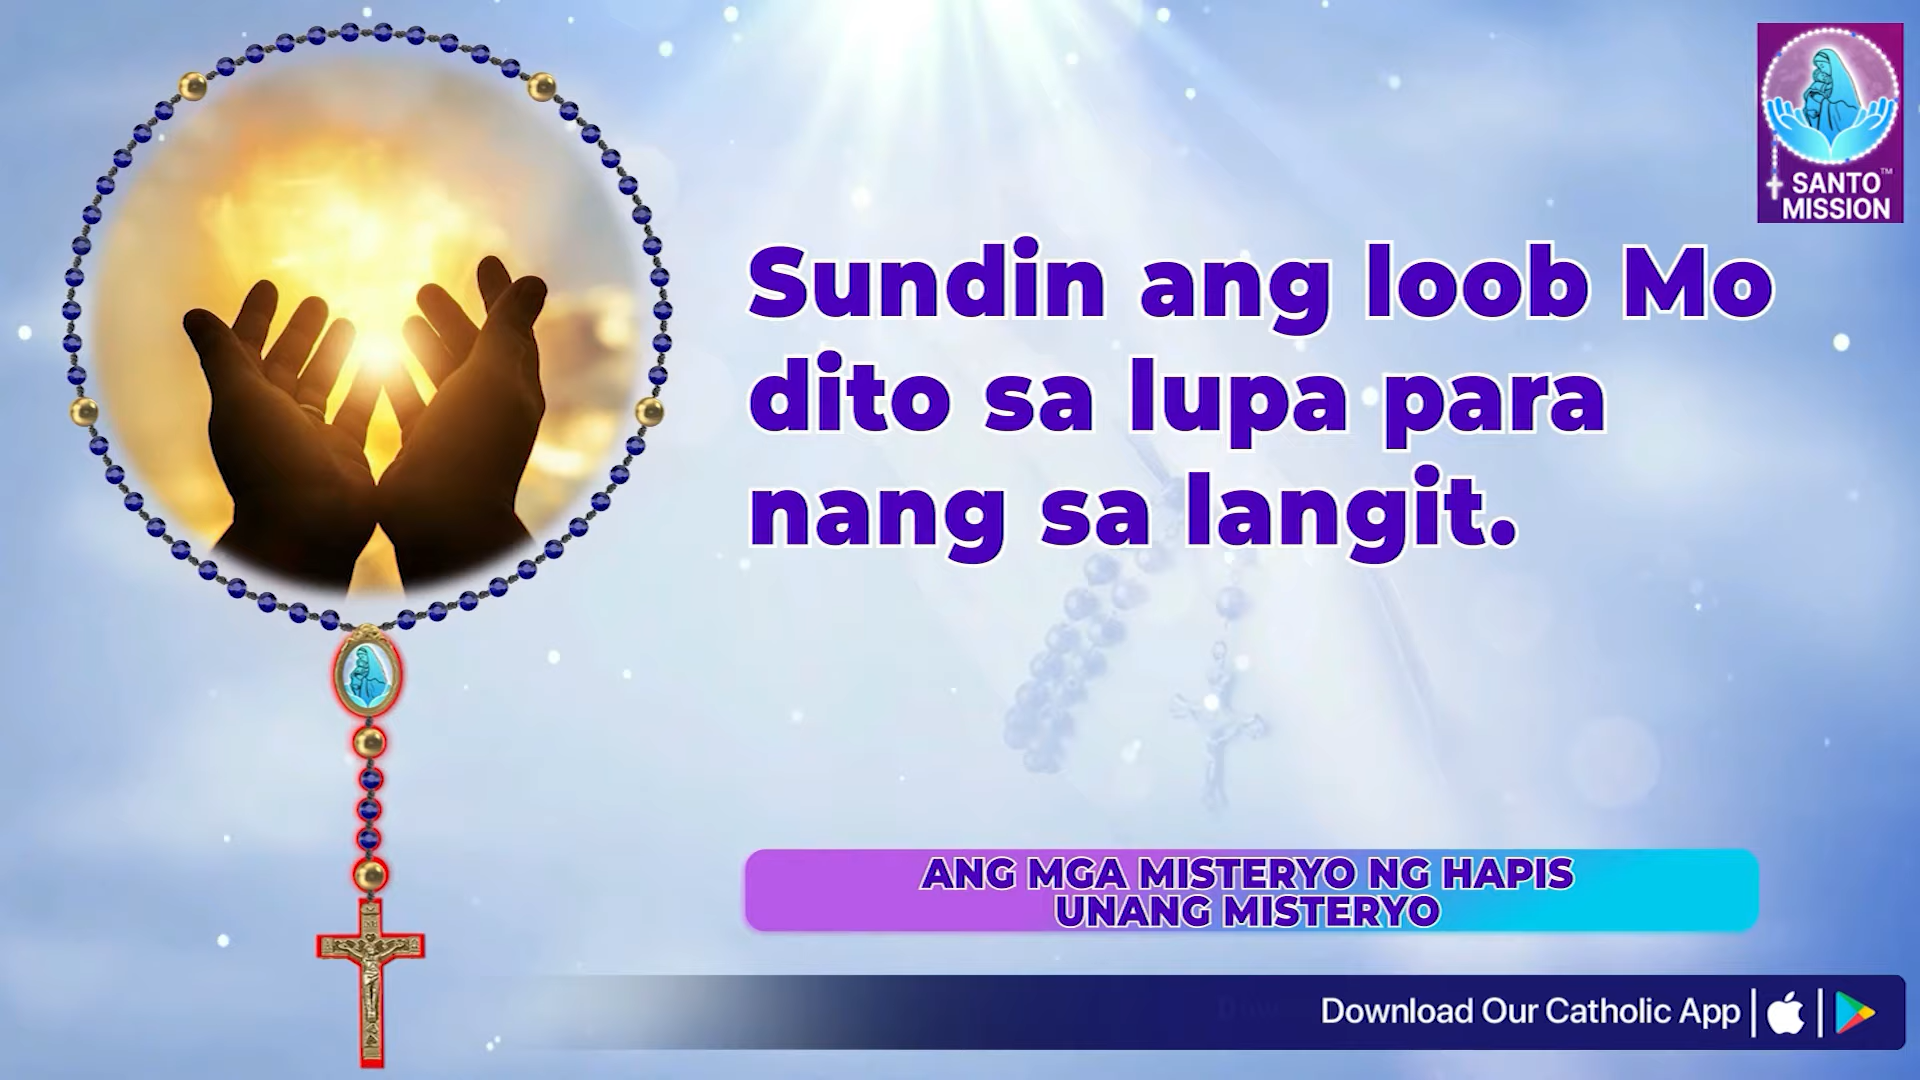 SANTO™
MISSION
Sundin ang loob Mo
dito sa lupa para
nang sa langit.
ANG MGA MISTERYO NG HAPIS
UNANG MISTERYO
Download Our Catholic App